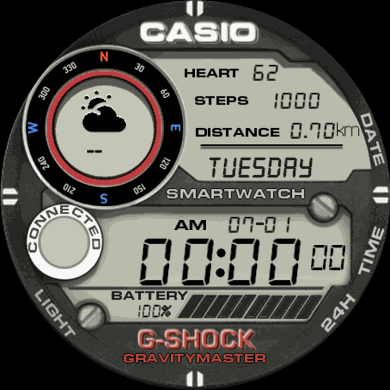 CASIO
HEART 62
STEPS 1000
DISTANCE 0.70km
TUESDAY
SMARTWATCH
N
30
60
E
120
150
S
210
240
W
300
330
--
CONNECTED
AM 07-01
00:00 00
BATTERY
100%
G-SHOCK
GRAVITYMASTER
LIGHT
DATE
TIME
24H